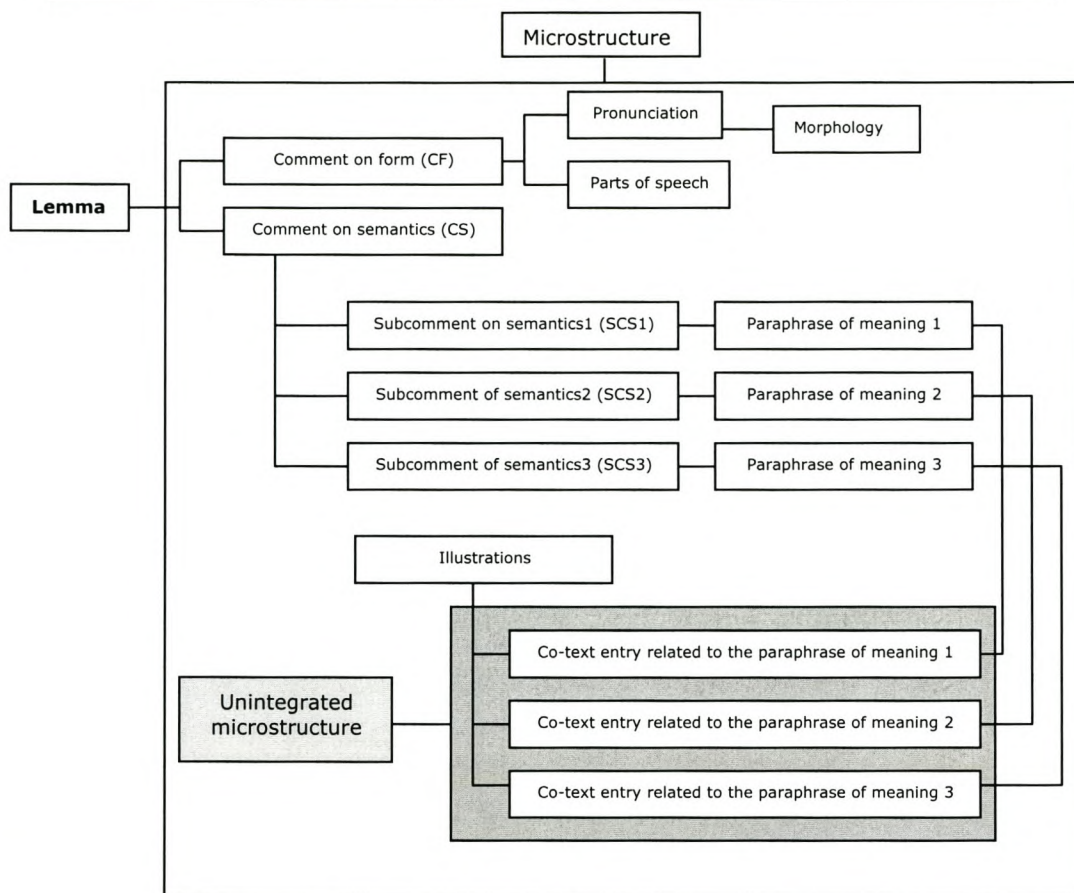 Microstructure
Pronunciation
Morphology
Comment on form (CF)
Parts of speech
Lemma
Comment on semantics (CS)
Subcomment on semantics1 (SCS1)
Paraphrase of meaning 1
Subcomment of semantics2 (SCS2)
Paraphrase of meaning 2
Subcomment of semantics3 (SCS3)
Paraphrase of meaning 3
Illustrations
Co-text entry related to the paraphrase of meaning 1
Unintegrated
microstructure
Co-text entry related to the paraphrase of meaning 2
Co-text entry related to the paraphrase of meaning 3